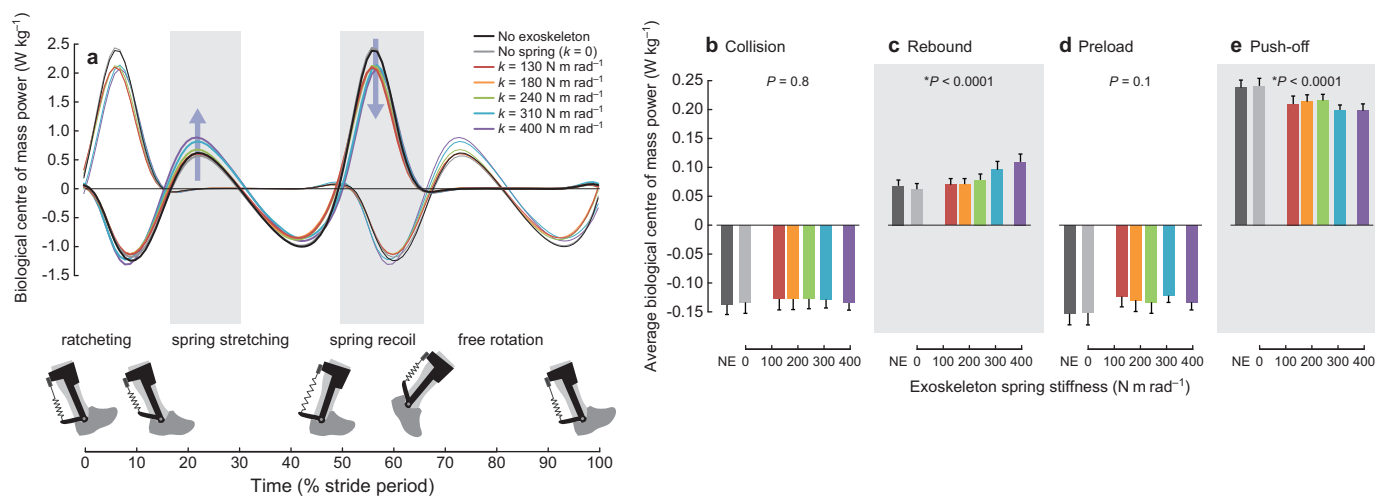 a
Biological centre of mass power (W kg⁻¹)
2.5
2.0
1.5
1.0
0.5
0
-0.5
-1.0
-1.5
No exoskeleton
No spring (k = 0)
k = 130 N m rad⁻¹
k = 180 N m rad⁻¹
k = 240 N m rad⁻¹
k = 310 N m rad⁻¹
k = 400 N m rad⁻¹
ratcheting
spring stretching
spring recoil
free rotation
0 10 20 30 40 50 60 70 80 90 100
Time (% stride period)
Average biological centre of mass power (W kg⁻¹)
b Collision
c Rebound
d Preload
e Push-off
P = 0.8
*P < 0.0001
P = 0.1
*P < 0.0001
0.25
0.20
0.15
0.10
0.05
0
-0.05
-0.10
-0.15
NE 0 100 200 300 400
NE 0 100 200 300 400
NE 0 100 200 300 400
NE 0 100 200 300 400
Exoskeleton spring stiffness (N m rad⁻¹)